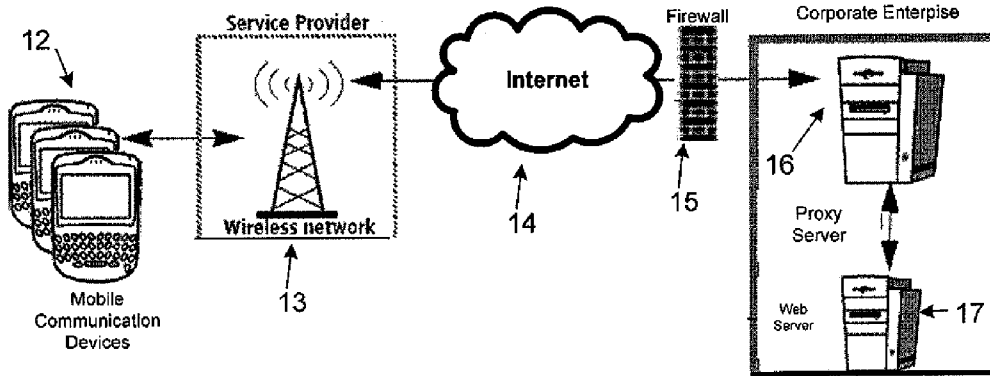 12
Service Provider
Wireless network
13
Mobile
Communication
Devices
Internet
14
Firewall
15
Corporate Enterpise
16
Proxy
Server
Web
Server
17